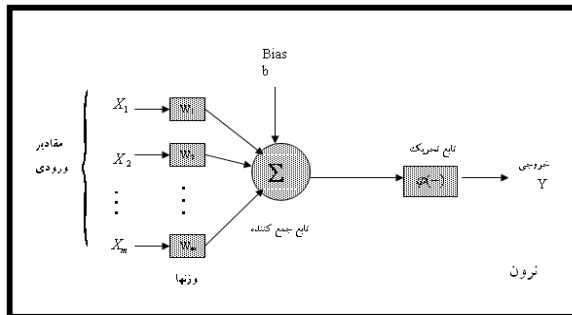 Bias
b
X₁
W₁
مقادیر
ورودی
X₂
W₂
Σ
تابع تحریک
φ(−)
خروجی
Y
تابع جمع کننده
Xₘ
Wₘ
وزنها
نرون